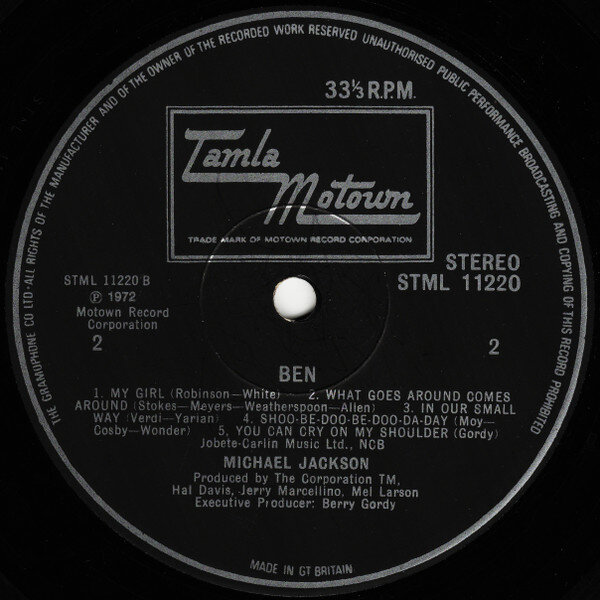 THE GRAMOPHONE CO LTD·ALL RIGHTS OF THE MANUFACTURER AND OF THE OWNER OF THE RECORDED WORK RESERVED UNAUTHORISED PUBLIC PERFORMANCE BROADCASTING AND COPYING OF THIS RECORD PROHIBITED
33⅓ R.P.M.
Tamla
Motown
TRADE MARK OF MOTOWN RECORD CORPORATION
STEREO
STML 11220
STML 11220 B
Ⓟ 1972
Motown Record
Corporation
2
2
BEN
1. MY GIRL (Robinson—White) 2. WHAT GOES AROUND COMES
AROUND (Stokes—Meyers—Weatherspoon—Allen) 3. IN OUR SMALL
WAY (Verdi—Yarian) 4. SHOO-BE-DOO-BE-DOO-DA-DAY (Moy—
Cosby—Wonder) 5. YOU CAN CRY ON MY SHOULDER (Gordy)
Jobete-Carlin Music Ltd., NCB
MICHAEL JACKSON
Produced by The Corporation TM,
Hal Davis, Jerry Marcellino, Mel Larson
Executive Producer: Berry Gordy
MADE IN GT BRITAIN